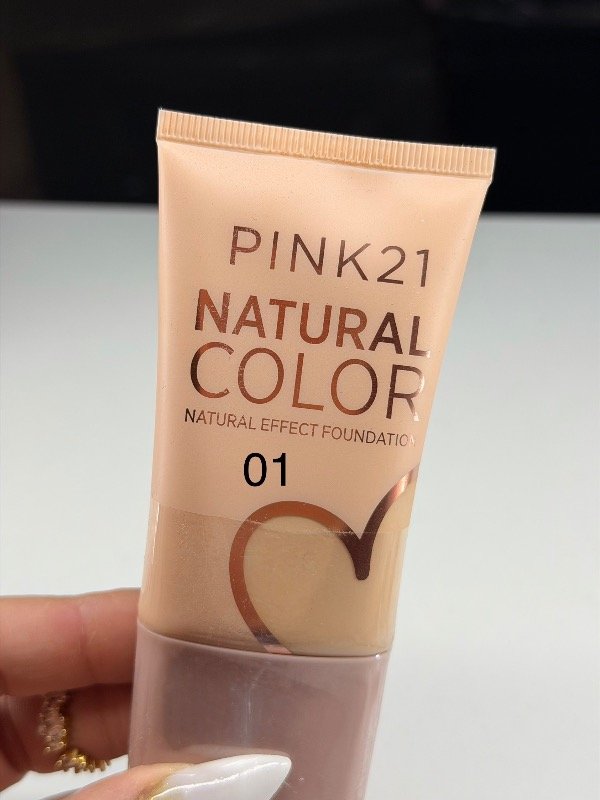 PINK21
NATURAL
COLOR
NATURAL EFFECT FOUNDATION
01